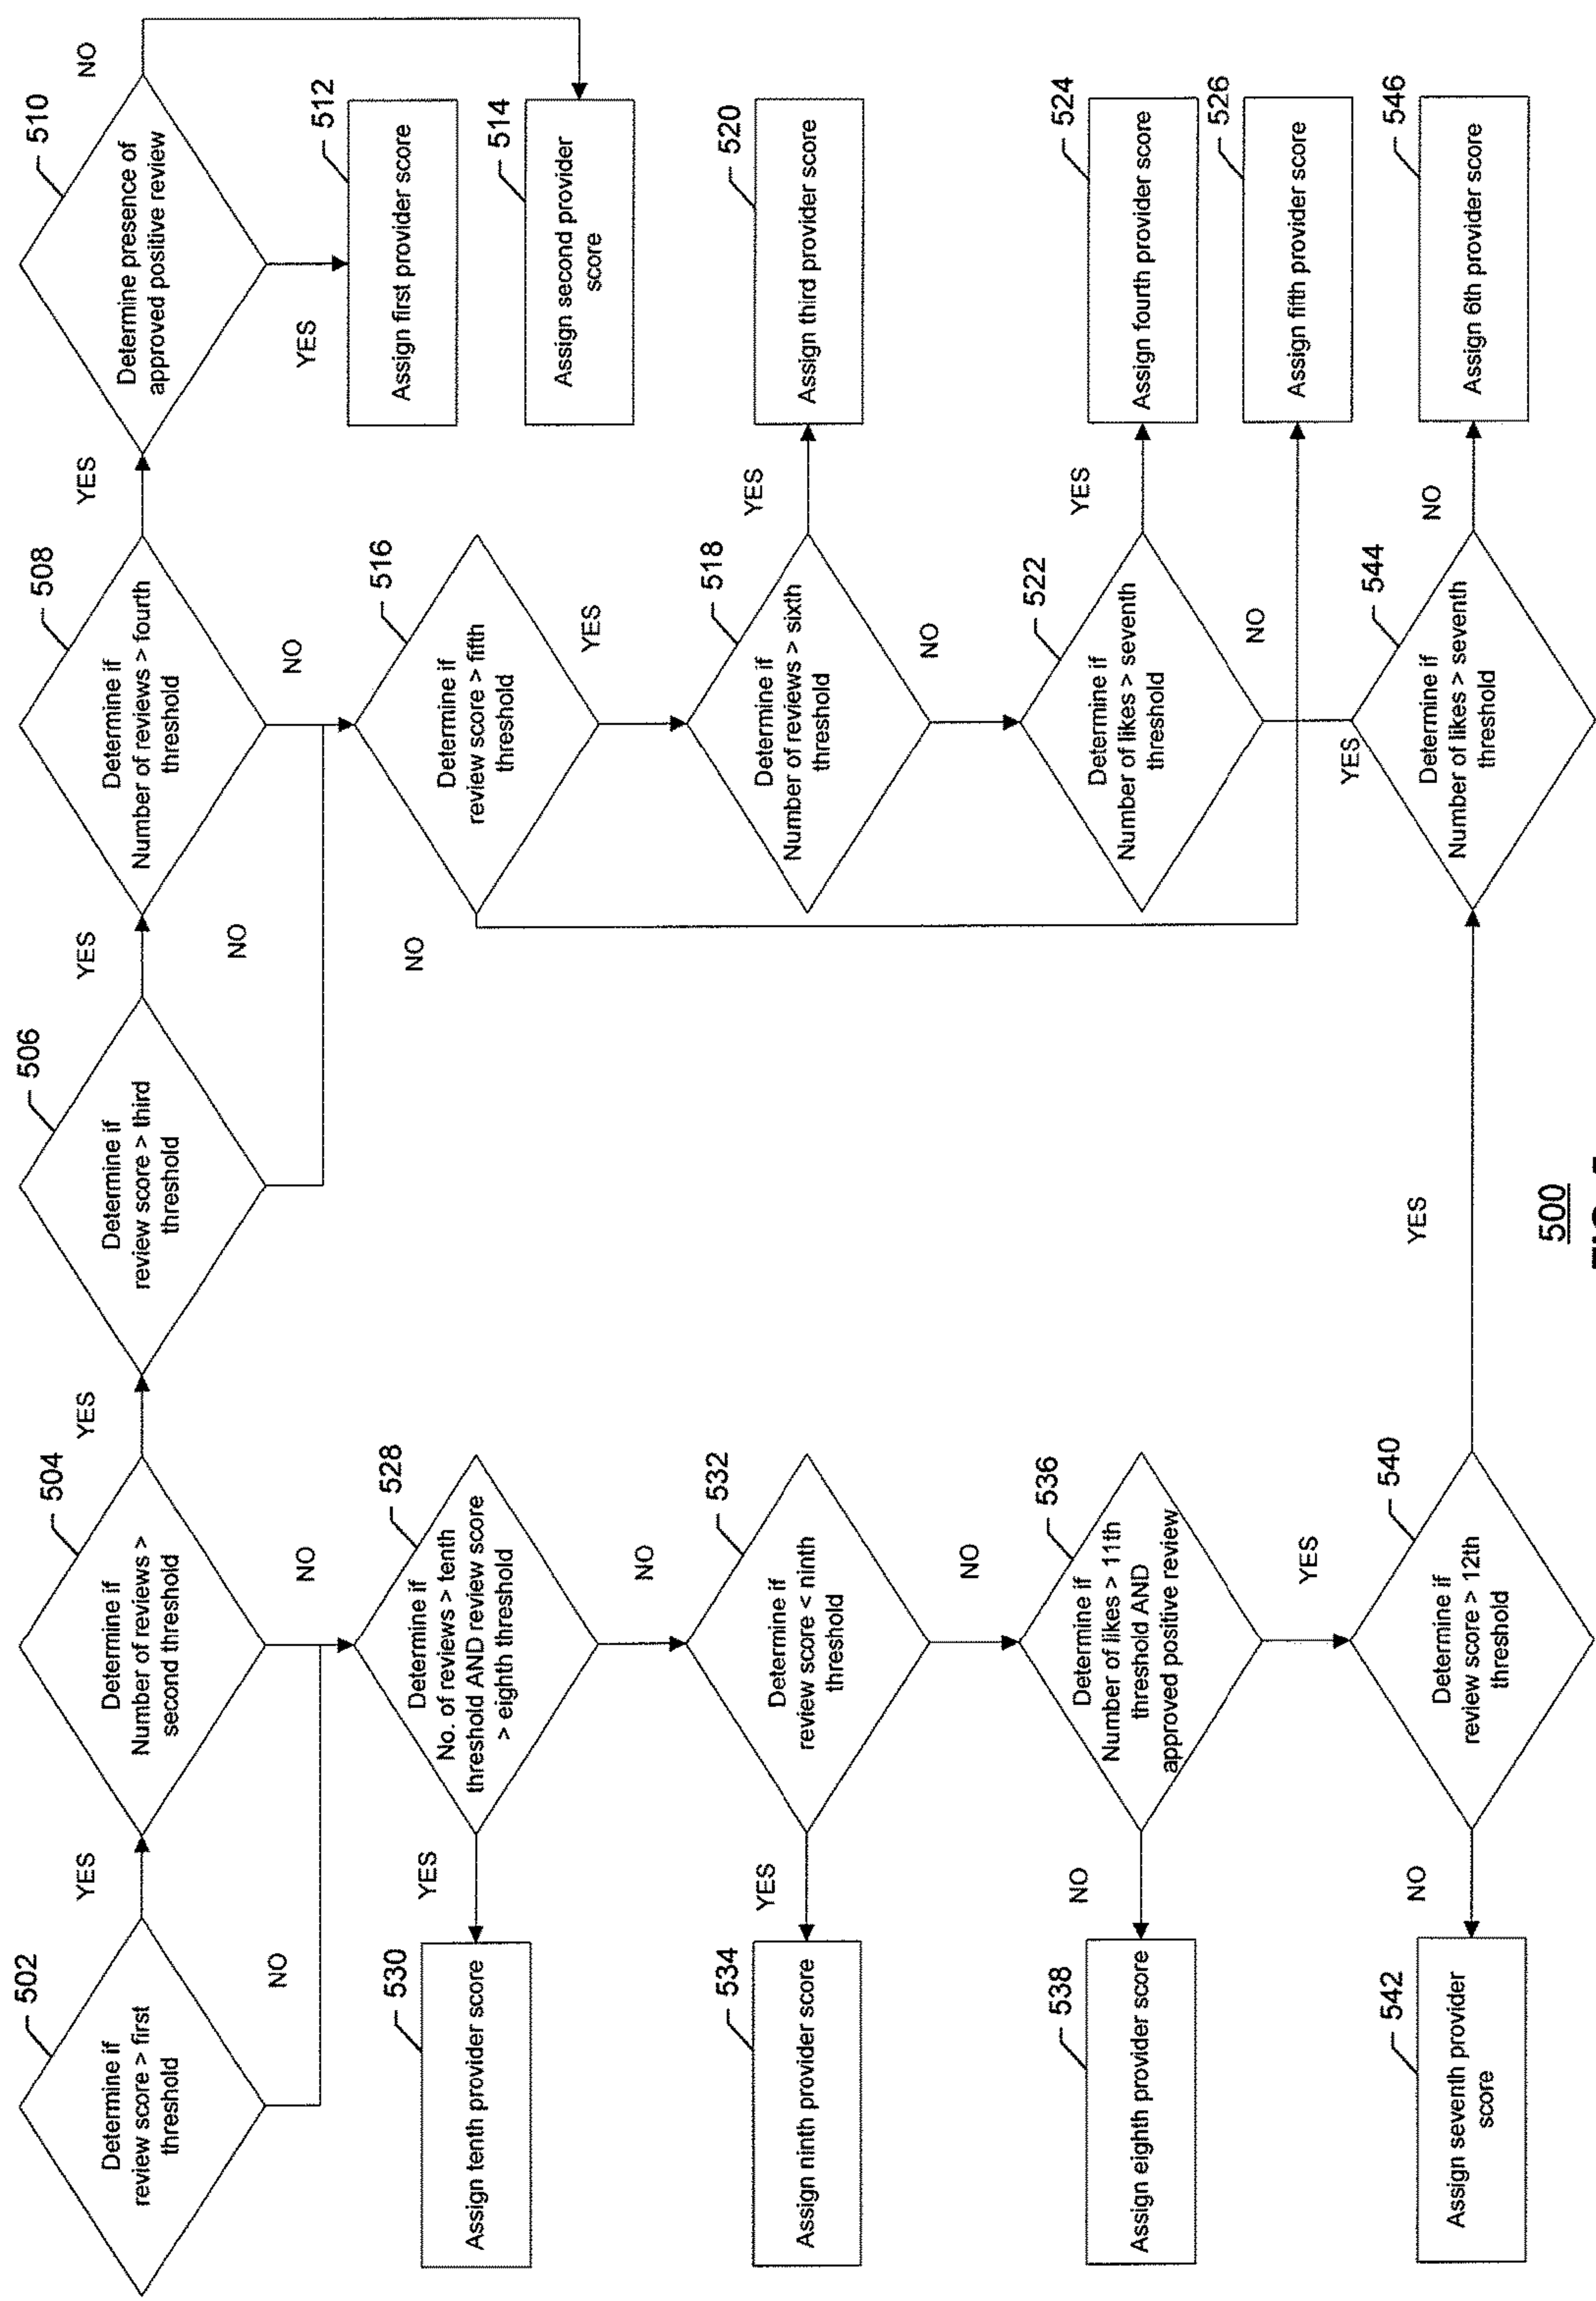 502
Determine if
review score > first
threshold
YES
NO
504
Determine if
Number of reviews >
second threshold
YES
NO
506
Determine if
review score > third
threshold
YES
NO
508
Determine if
Number of reviews > fourth
threshold
YES
NO
510
Determine presence of
approved positive review
NO
YES
512
Assign first provider score
514
Assign second provider
score
528
Determine if
No. of reviews > tenth
threshold AND review score
> eighth threshold
YES
NO
530
Assign tenth provider score
516
Determine if
review score > fifth
threshold
NO
YES
532
Determine if
review score < ninth
threshold
YES
NO
534
Assign ninth provider score
518
Determine if
Number of reviews > sixth
threshold
YES
NO
520
Assign third provider score
536
Determine if
Number of likes > 11th
threshold AND
approved positive review
NO
YES
538
Assign eighth provider score
522
Determine if
Number of likes > seventh
threshold
YES
NO
524
Assign fourth provider score
526
Assign fifth provider score
540
Determine if
review score > 12th
threshold
NO
YES
542
Assign seventh provider
score
544
Determine if
Number of likes > seventh
threshold
YES
NO
546
Assign 6th provider score
500